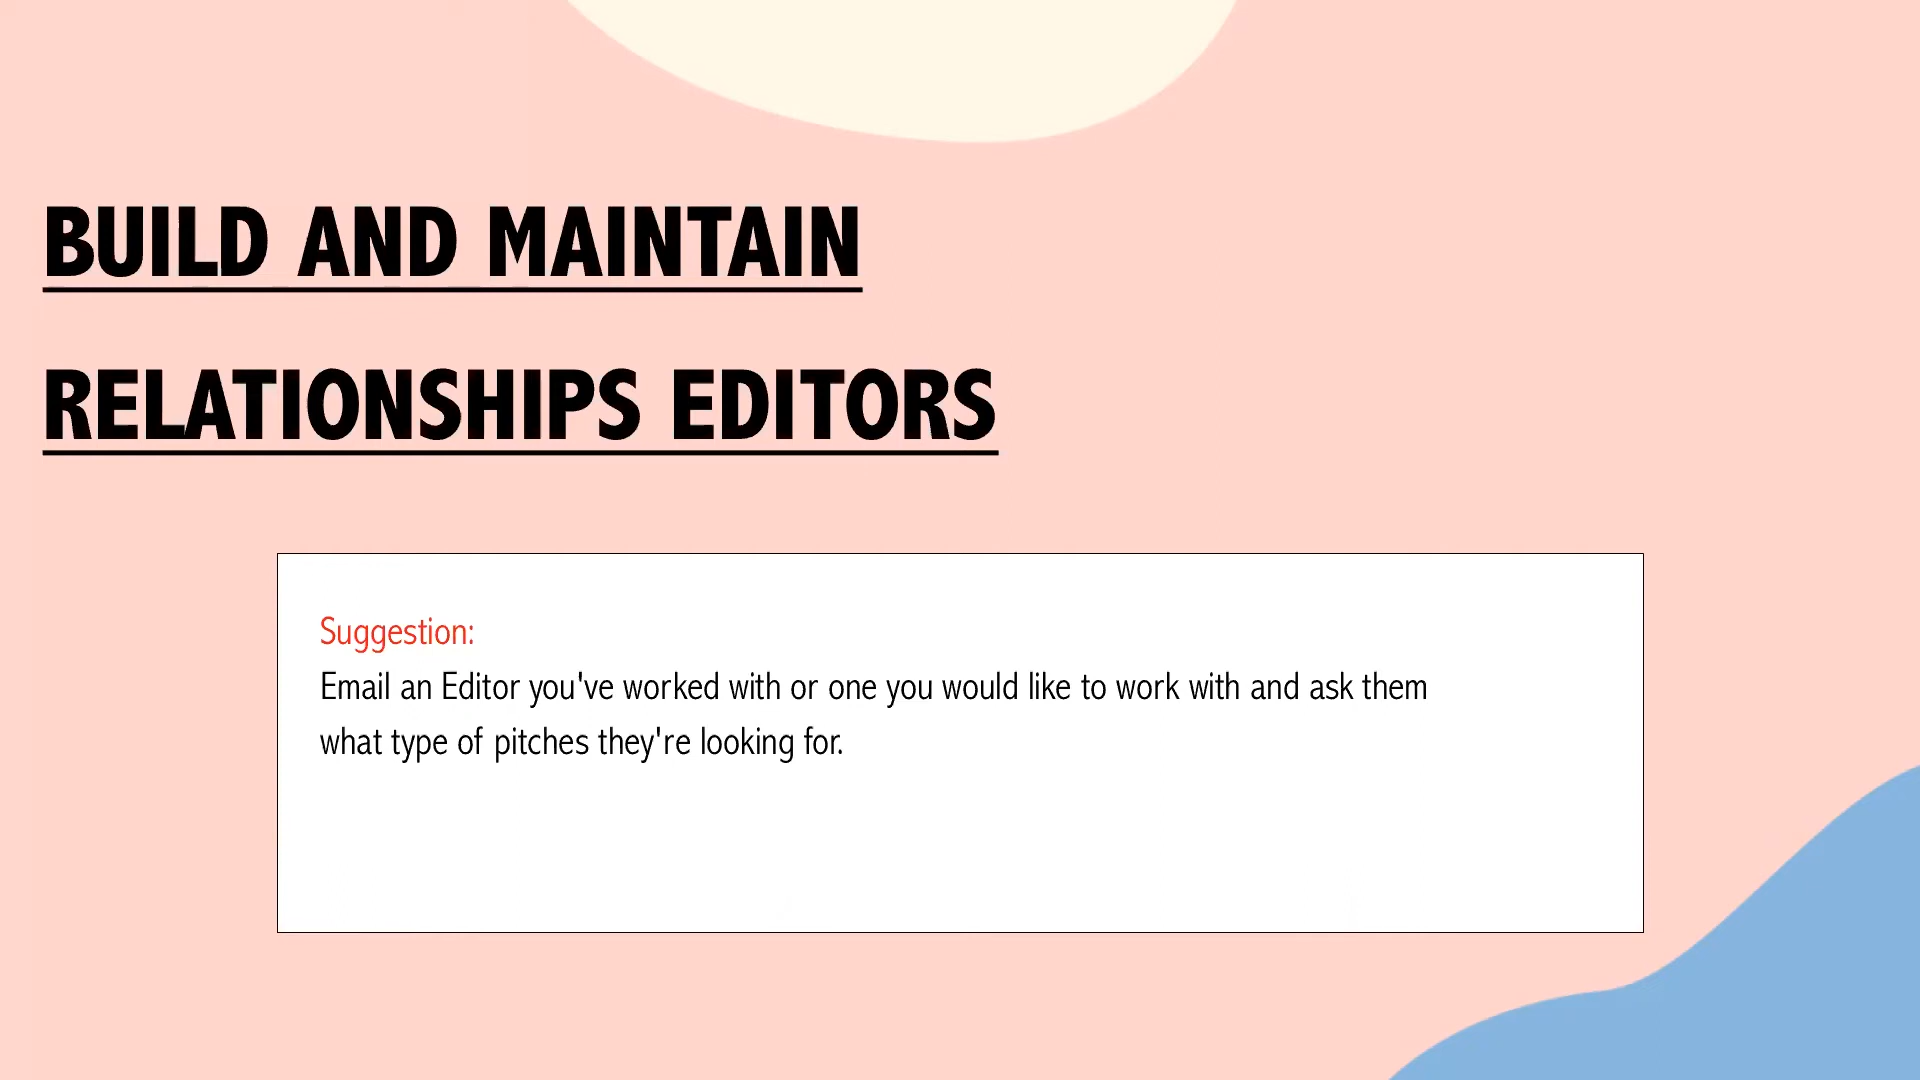 BUILD AND MAINTAIN
RELATIONSHIPS EDITORS
Suggestion:
Email an Editor you've worked with or one you would like to work with and ask them
what type of pitches they're looking for.